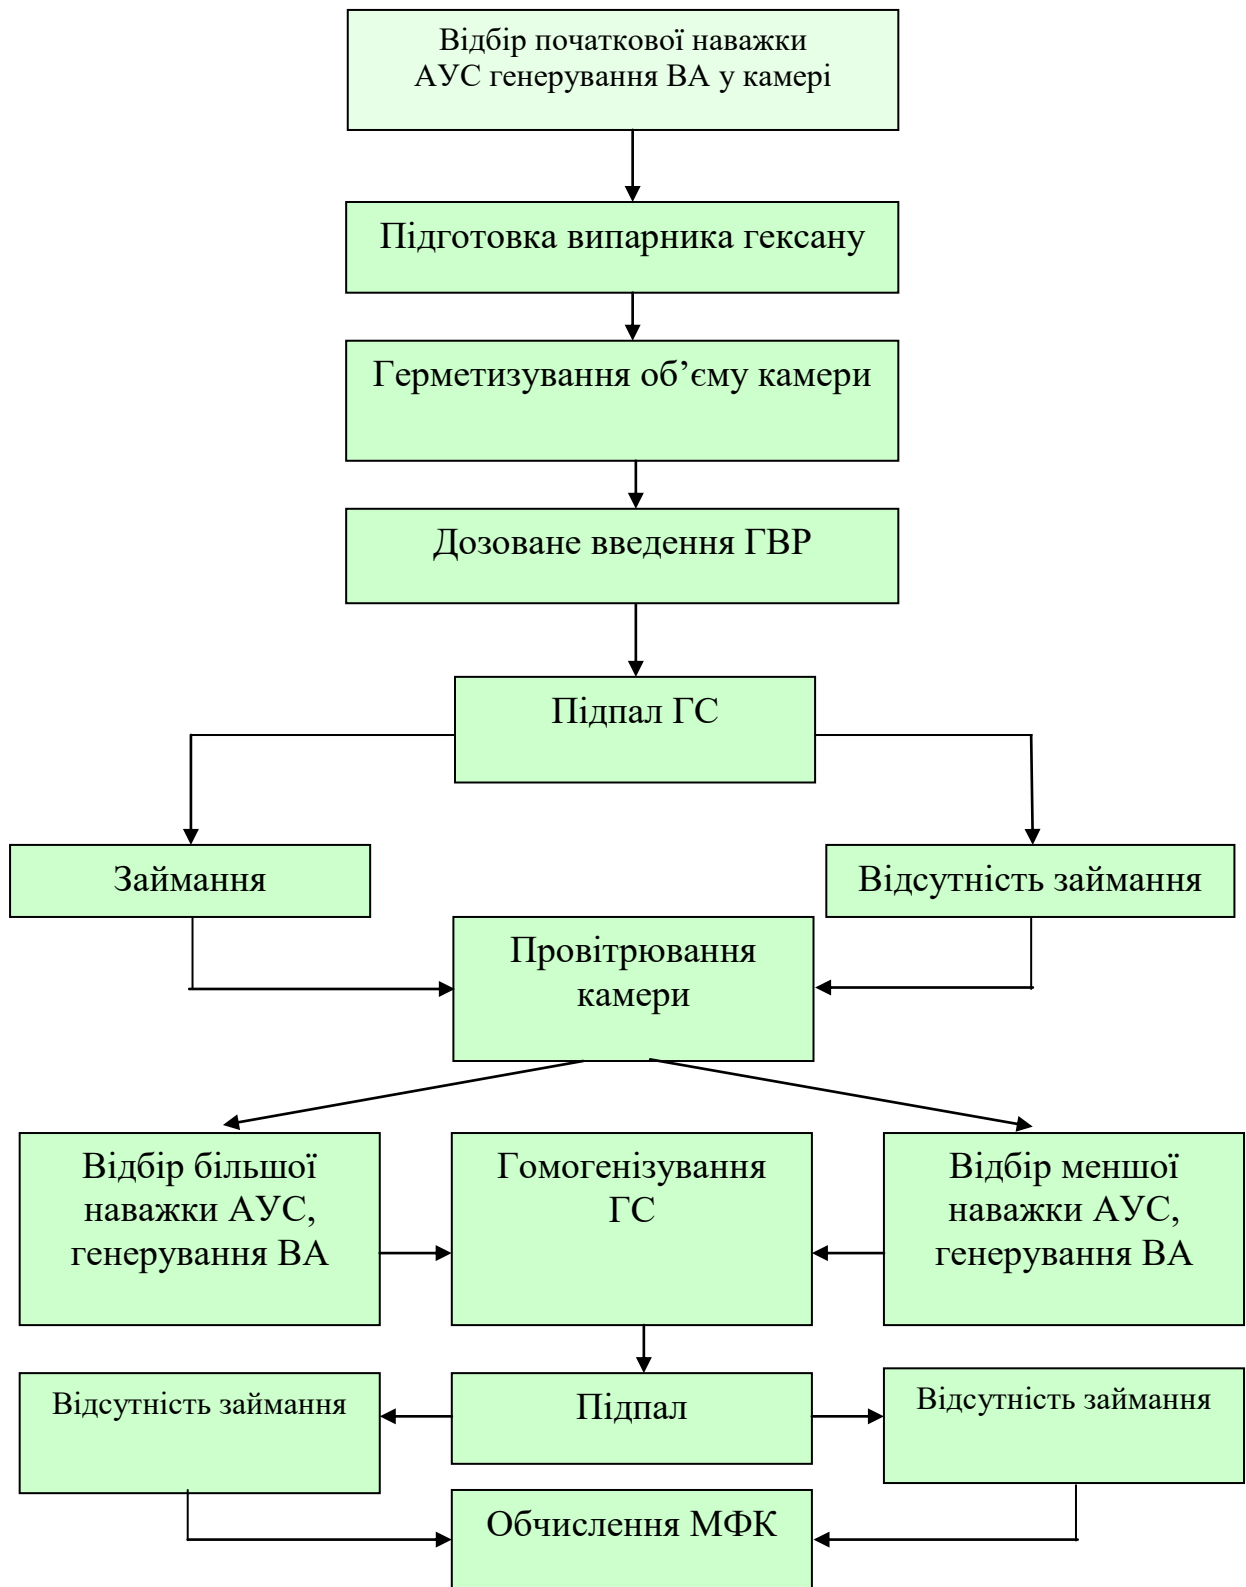 Відбір початкової наважки
АУС генерування ВА у камері
Підготовка випарника гексану
Герметизування об’єму камери
Дозоване введення ГВР
Підпал ГС
Займання
Відсутність займання
Провітрювання
камери
Відбір більшої
наважки АУС,
генерування ВА
Гомогенізування
ГС
Відбір меншої
наважки АУС,
генерування ВА
Відсутність займання
Підпал
Відсутність займання
Обчислення МФК